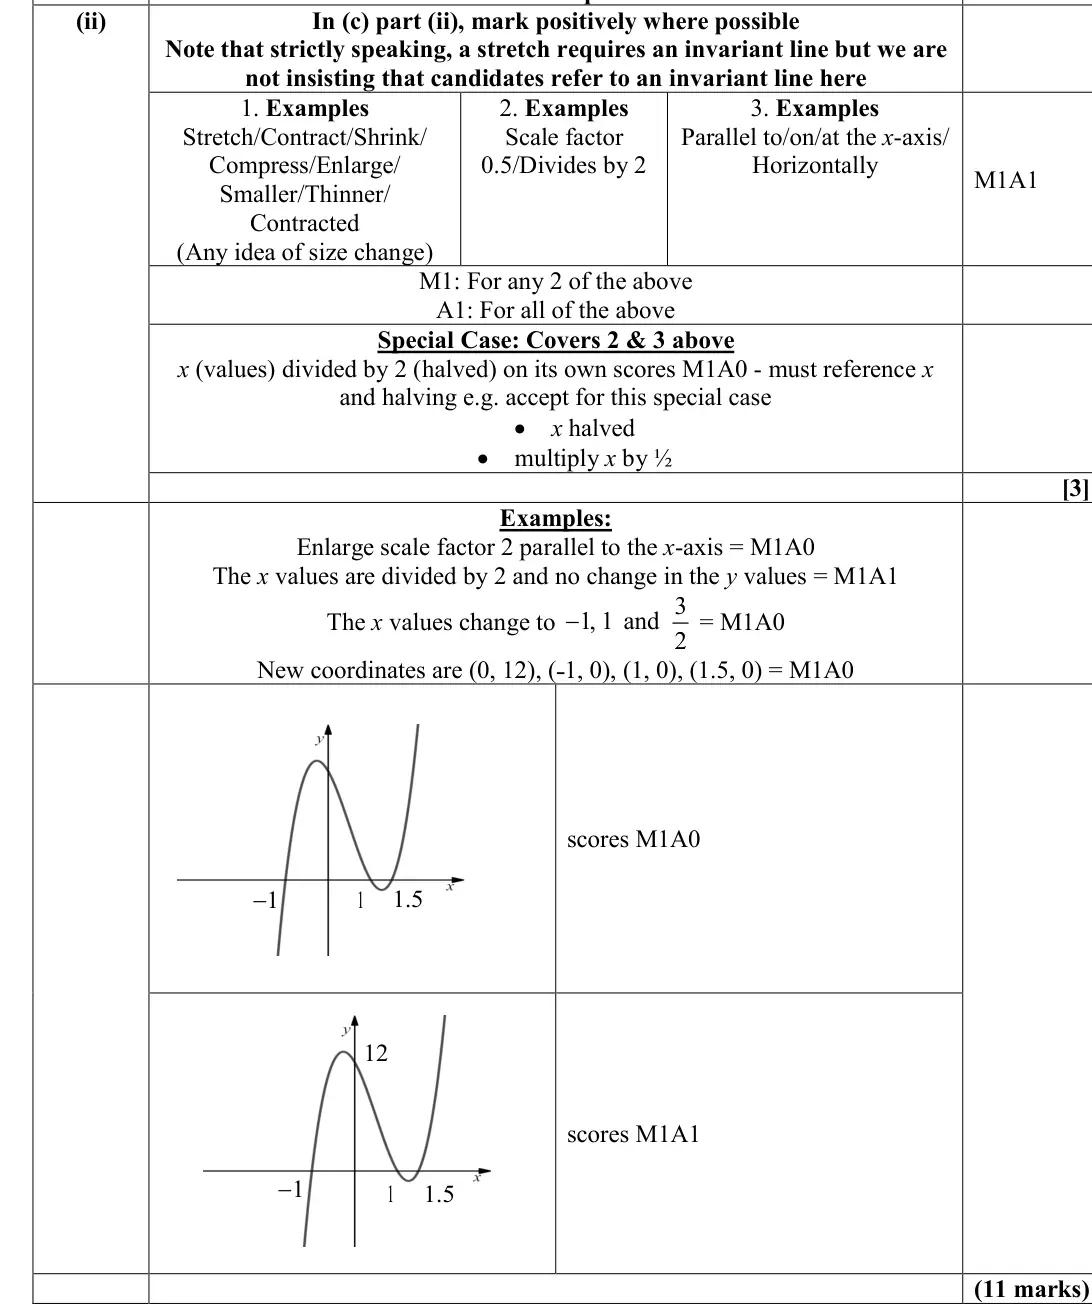 (ii)
In (c) part (ii), mark positively where possible
Note that strictly speaking, a stretch requires an invariant line but we are
not insisting that candidates refer to an invariant line here
1. Examples
Stretch/Contract/Shrink/
Compress/Enlarge/
Smaller/Thinner/
Contracted
(Any idea of size change)
2. Examples
Scale factor
0.5/Divides by 2
3. Examples
Parallel to/on/at the x-axis/
Horizontally
M1A1
M1: For any 2 of the above
A1: For all of the above
Special Case: Covers 2 & 3 above
x (values) divided by 2 (halved) on its own scores M1A0 - must reference x
and halving e.g. accept for this special case
• x halved
• multiply x by ½
[3]
Examples:
Enlarge scale factor 2 parallel to the x-axis = M1A0
The x values are divided by 2 and no change in the y values = M1A1
The x values change to −1, 1 and 3/2 = M1A0
New coordinates are (0, 12), (-1, 0), (1, 0), (1.5, 0) = M1A0
y
x
−1 1 1.5
scores M1A0
y
12
x
−1 1 1.5
scores M1A1
(11 marks)